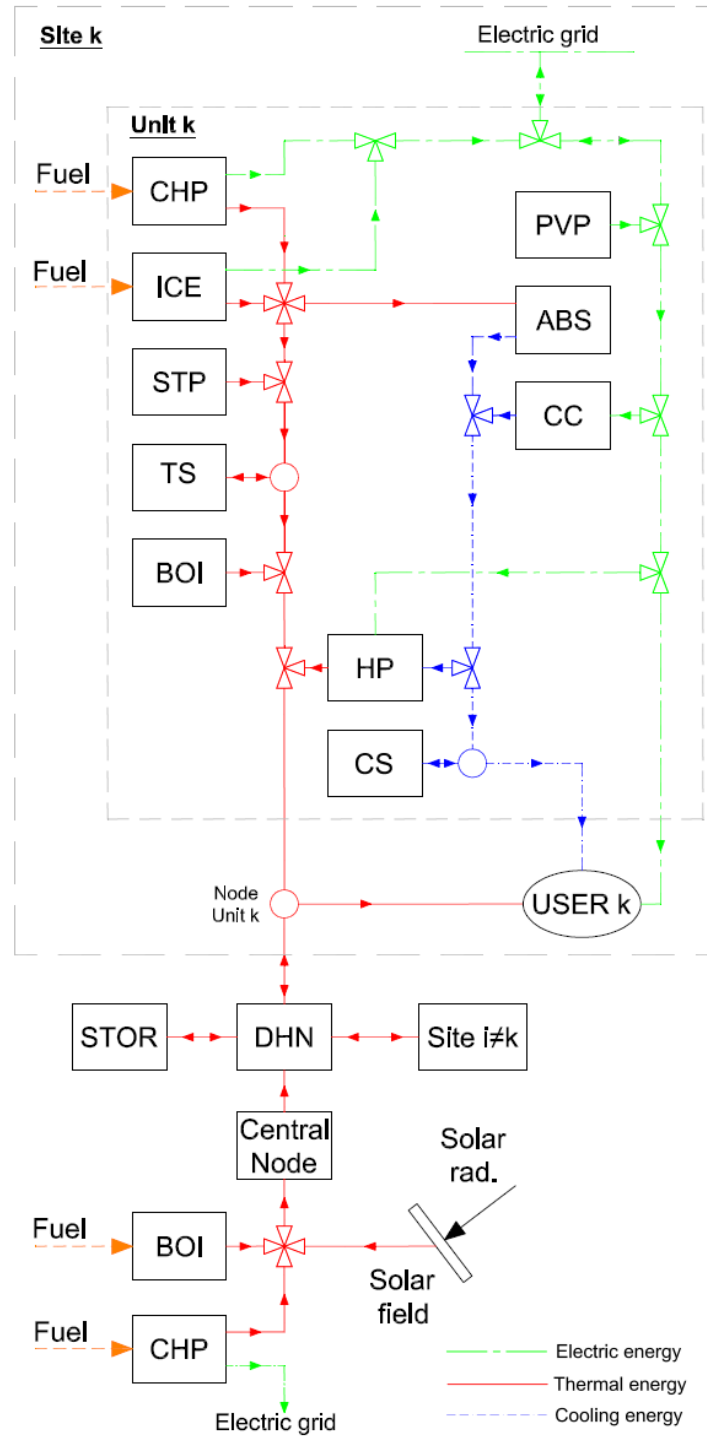 Site k
Electric grid
Unit k
Fuel
CHP
PVP
Fuel
ICE
ABS
STP
CC
TS
BOI
HP
CS
Node
Unit k
USER k
STOR
DHN
Site i≠k
Central
Node
Solar
rad.
Fuel
BOI
Solar
field
Fuel
CHP
Electric grid
Electric energy
Thermal energy
Cooling energy